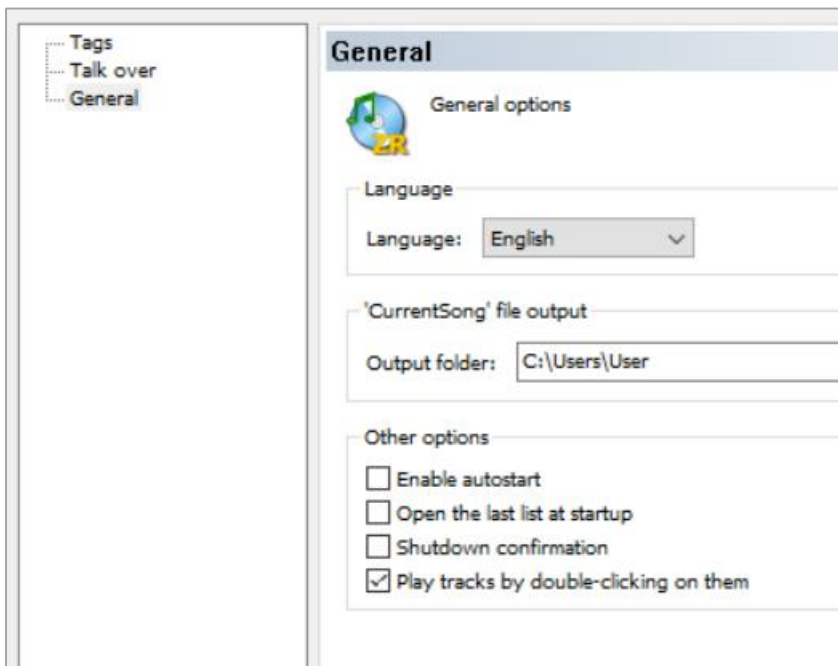 Tags
Talk over
General
General
General options
ZR
Language
Language: English
'CurrentSong' file output
Output folder: C:\Users\User
Other options
Enable autostart
Open the last list at startup
Shutdown confirmation
Play tracks by double-clicking on them